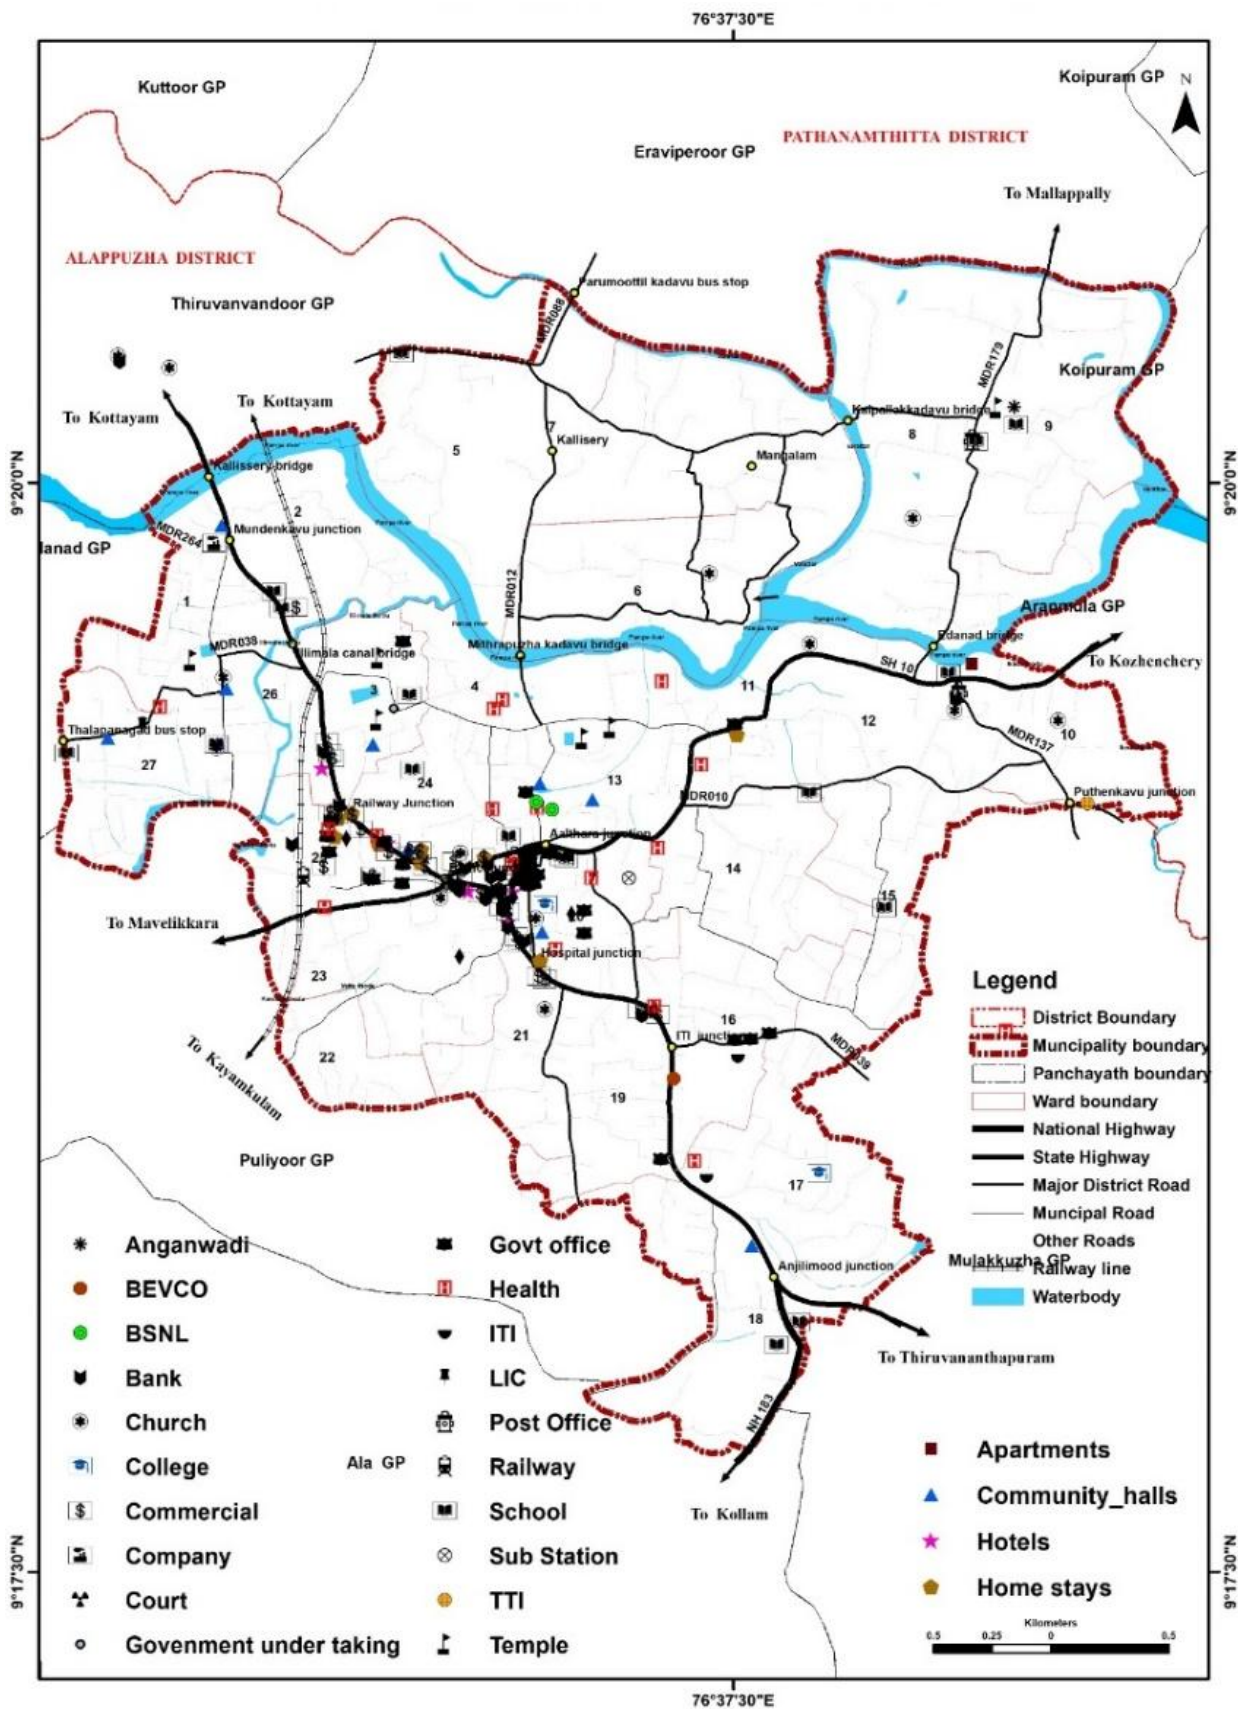 76°37'30"E
Koipuram GP
Kuttoor GP
N
PATHANAMTHITTA DISTRICT
Eraviperoor GP
To Mallappally
ALAPPUZHA DISTRICT
Parumoottil kadavu bus stop
Thiruvanvandoor GP
MDR088
MDR179
Koipuram GP
To Kottayam
To Kottayam
Kaipallakkadavu bridge
7
8
9
5
Kallisery
Mangalam
Kallissery bridge
9°20'0"N
9°20'0"N
2
Mundenkavu junction
MDR264
lanad GP
MDR012
6
1
Aranmula GP
Edanad bridge
MDR038
Illimala canal bridge
Mithrapuzha kadavu bridge
SH 10
To Kozhenchery
26
3
4
11
12
10
Thalapanagad bus stop
MDR137
27
24
13
MDR010
Puthenkavu junction
Railway Junction
Aalthara junction
14
15
To Mavelikkara
Hospital junction
23
Legend
District Boundary
Muncipality boundary
Panchayath boundary
Ward boundary
National Highway
State Highway
Major District Road
Muncipal Road
Other Roads
Railway line
Waterbody
16
21
ITI junction
MDR039
22
To Kayamkulam
19
Puliyoor GP
17
Mulakkuzha GP
Anjilimood junction
18
To Thiruvananthapuram
NH 183
To Kollam
Ala GP
Anganwadi
BEVCO
BSNL
Bank
Church
College
Commercial
Company
Court
Govenment under taking
Govt office
Health
ITI
LIC
Post Office
Railway
School
Sub Station
TTI
Temple
Apartments
Community_halls
Hotels
Home stays
Kilometers
0.5 0.25 0 0.5
9°17'30"N
9°17'30"N
76°37'30"E